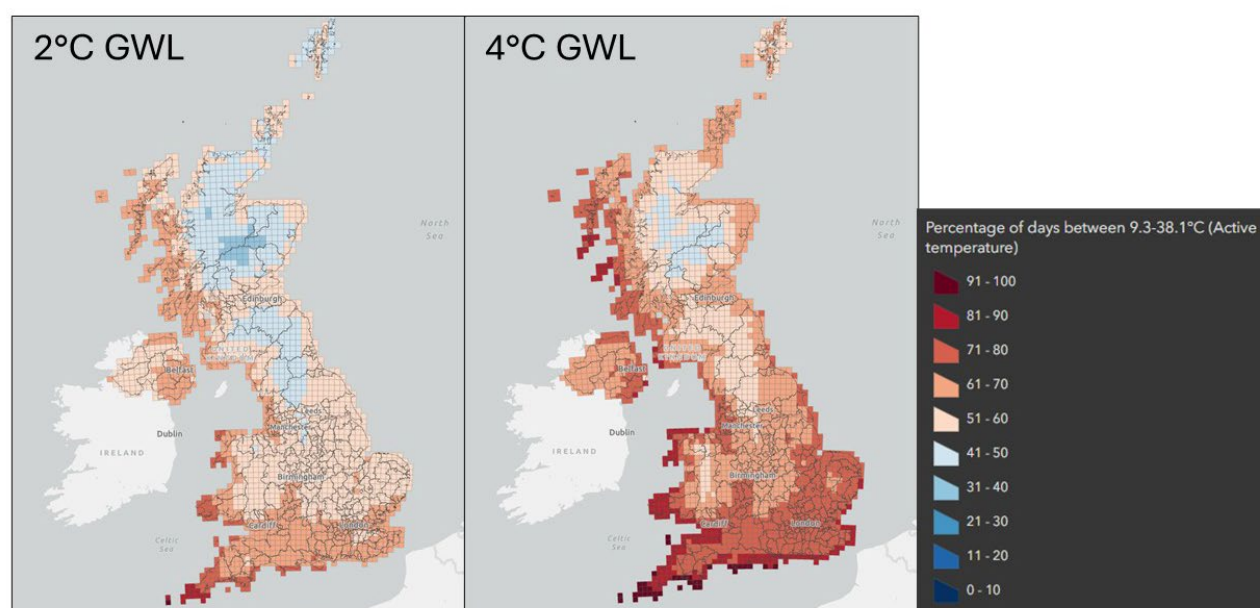 2°C GWL
4°C GWL
North
Sea
Edinburgh
Belfast
Dublin
IRELAND
Leeds
Manchester
Birmingham
Cardiff
London
Celtic
Sea
North
Sea
Edinburgh
UNITED
KINGDOM
Belfast
Dublin
IRELAND
Leeds
Manchester
Birmingham
Cardiff
London
Celtic
Sea
Percentage of days between 9.3-38.1°C (Active
temperature)
91 - 100
81 - 90
71 - 80
61 - 70
51 - 60
41 - 50
31 - 40
21 - 30
11 - 20
0 - 10